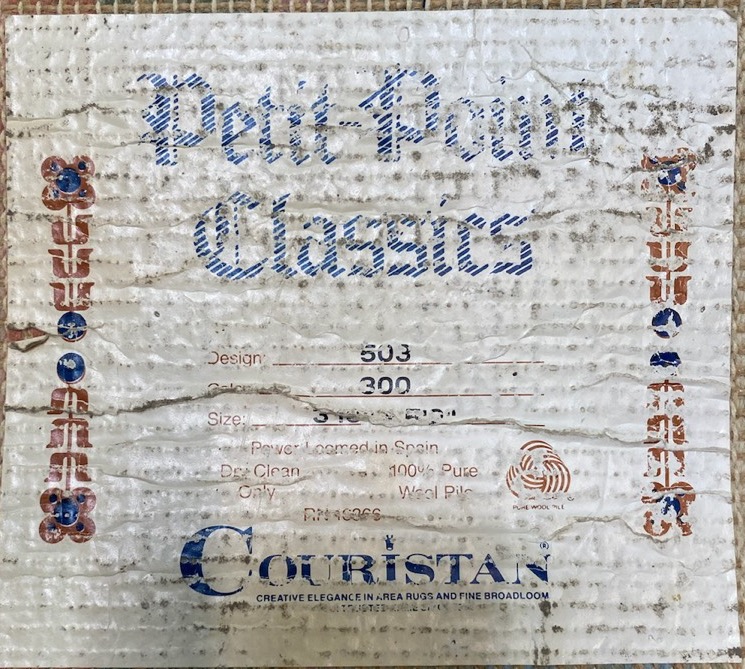 Petit-Point
Classics
Design: 503
Color: 300
Size:
Power Loomed in Spain
Dry Clean 100% Pure
Only Wool Pile
PURE WOOL PILE
COURISTAN®
CREATIVE ELEGANCE IN AREA RUGS AND FINE BROADLOOM